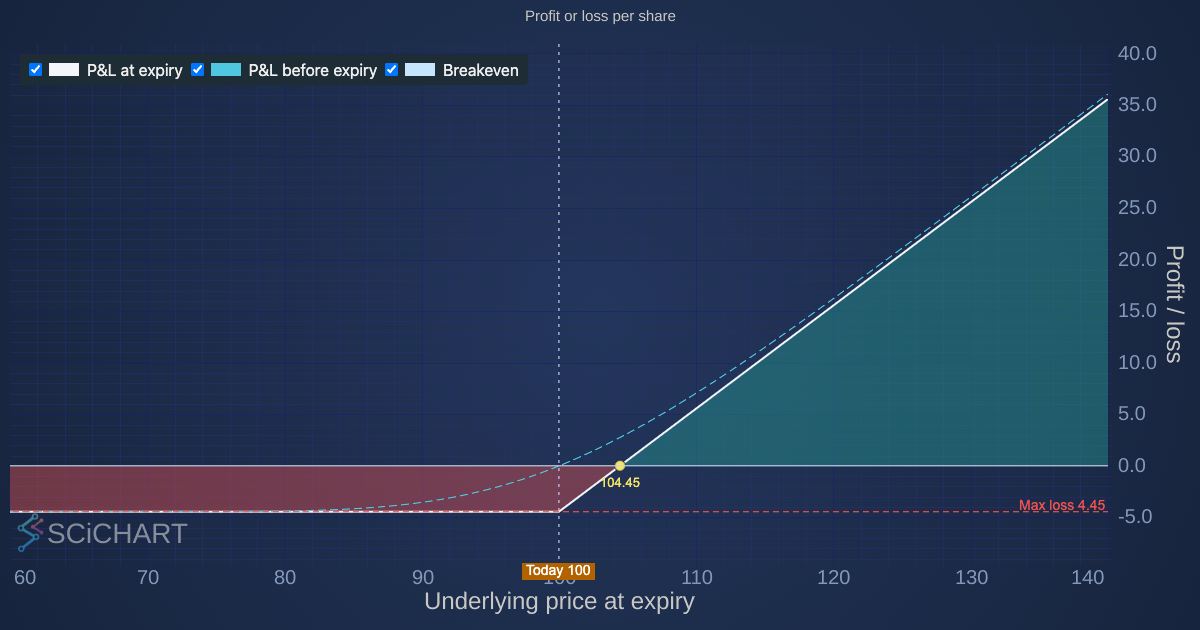 Profit or loss per share
P&L at expiry P&L before expiry Breakeven
40.0
35.0
30.0
25.0
20.0
15.0
10.0
5.0
0.0
-5.0
Profit / loss
104.45
Max loss 4.45
SCiCHART
Today 100
60 70 80 90 100 110 120 130 140
Underlying price at expiry